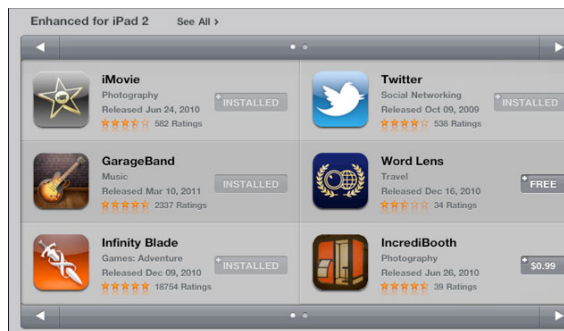 Enhanced for iPad 2 See All >
iMovie
Photography
Released Jun 24, 2010
562 Ratings
+ INSTALLED
Twitter
Social Networking
Released Oct 09, 2009
538 Ratings
+ INSTALLED
GarageBand
Music
Released Mar 10, 2011
2337 Ratings
INSTALLED
Word Lens
Travel
Released Dec 16, 2010
34 Ratings
+ FREE
Infinity Blade
Games: Adventure
Released Dec 09, 2010
18754 Ratings
+ INSTALLED
IncrediBooth
Photography
Released Jun 26, 2010
39 Ratings
+ $0.99